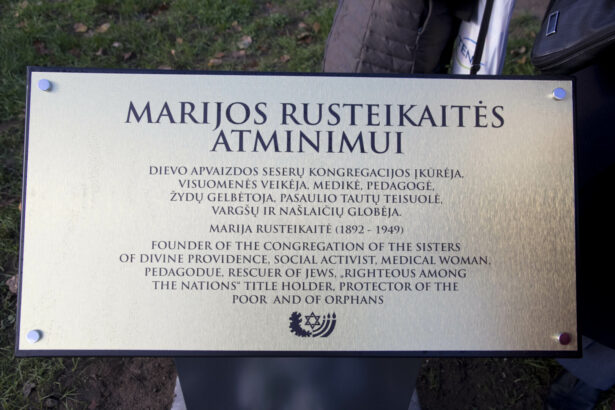 MARIJOS RUSTEIKAITĖS
ATMINIMUI
DIEVO APVAIZDOS SESERŲ KONGREGACIJOS ĮKŪRĖJA,
VISUOMENĖS VEIKĖJA, MEDIKĖ, PEDAGOGĖ,
ŽYDŲ GELBĖTOJA, PASAULIO TAUTŲ TEISUOLĖ,
VARGŠŲ IR NAŠLAIČIŲ GLOBĖJA.
MARIJA RUSTEIKAITĖ (1892 - 1949)
FOUNDER OF THE CONGREGATION OF THE SISTERS
OF DIVINE PROVIDENCE, SOCIAL ACTIVIST, MEDICAL WOMAN,
PEDAGODUE, RESCUER OF JEWS, „RIGHTEOUS AMONG
THE NATIONS" TITLE HOLDER, PROTECTOR OF THE
POOR AND OF ORPHANS